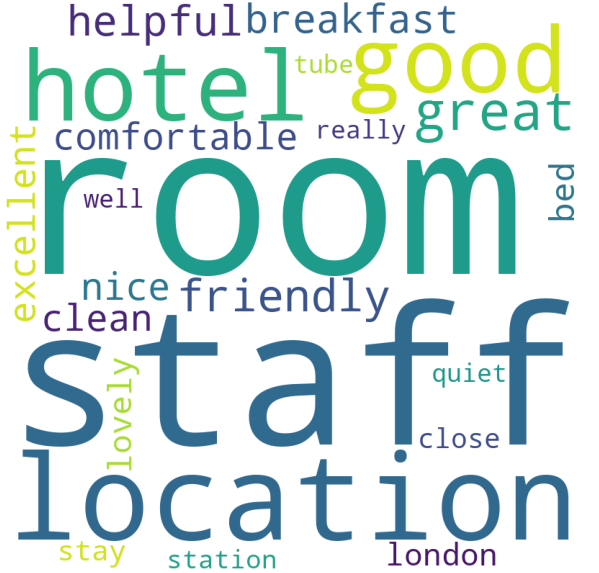 helpful breakfast
hotel tube good
great
comfortable really
excellent
room
well
bed
nice friendly
clean
staff
lovely
quiet
close
location
stay station london